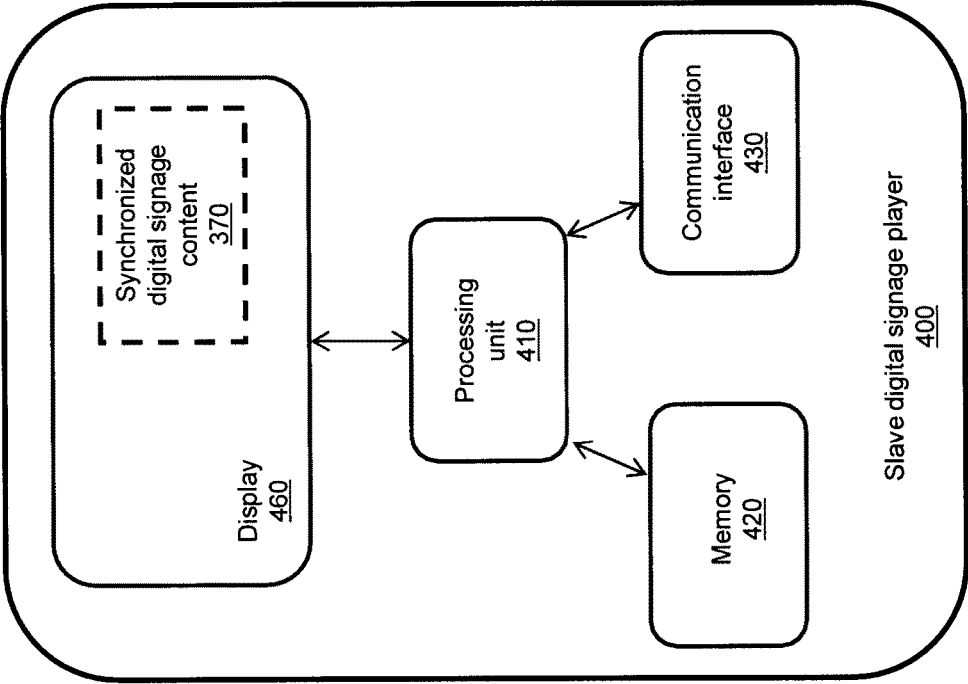 Display
460
Synchronized
digital signage
content
370
Processing
unit
410
Memory
420
Communication
interface
430
Slave digital signage player
400